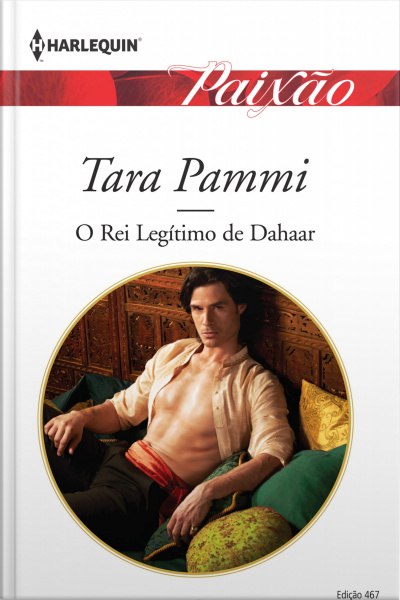 HARLEQUIN®
Paixão
Tara Pammi
O Rei Legítimo de Dahaar
Edição 467